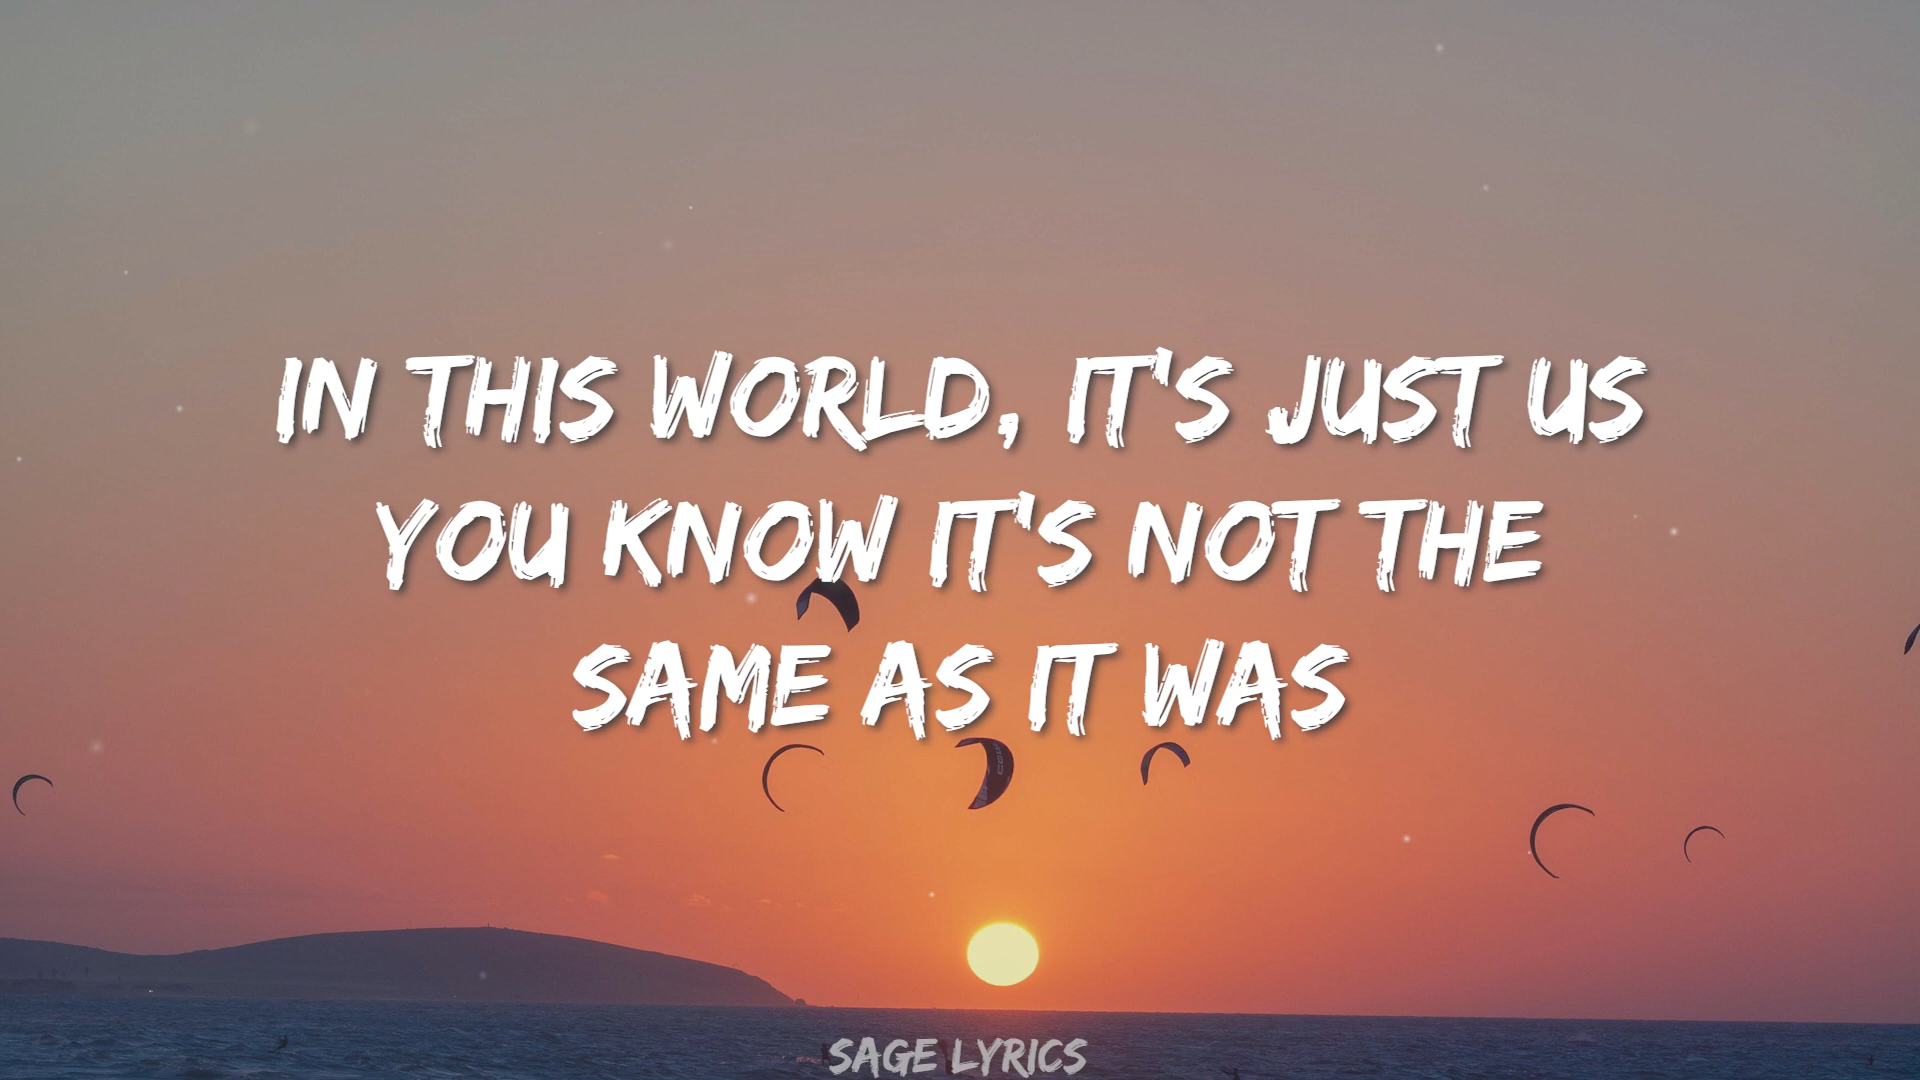 IN THIS WORLD, IT'S JUST US
YOU KNOW IT'S NOT THE
SAME AS IT WAS
SAGE LYRICS